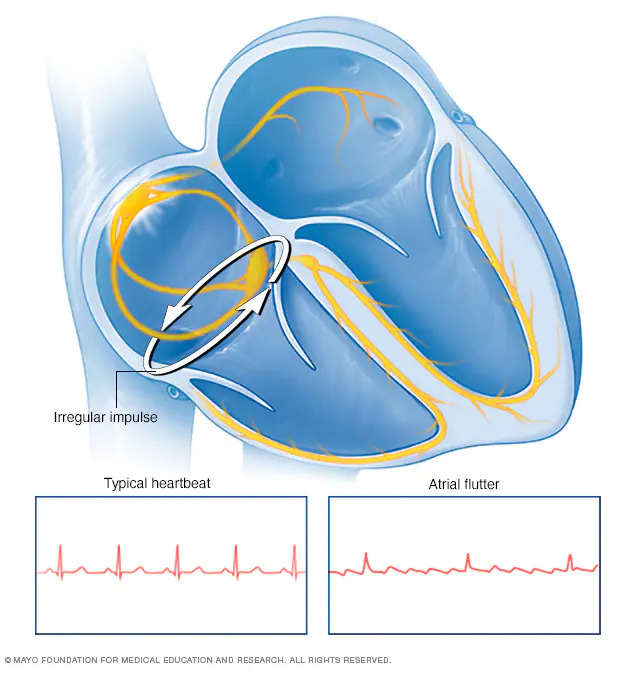 Irregular impulse
Typical heartbeat
Atrial flutter
© MAYO FOUNDATION FOR MEDICAL EDUCATION AND RESEARCH. ALL RIGHTS RESERVED.